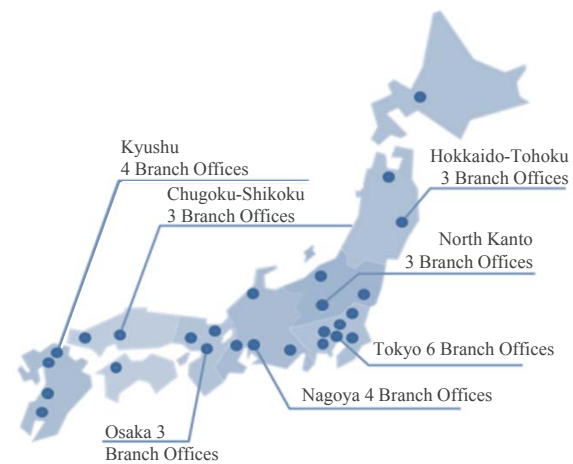 Kyushu
4 Branch Offices
Chugoku-Shikoku
3 Branch Offices
Hokkaido-Tohoku
3 Branch Offices
North Kanto
3 Branch Offices
Tokyo 6 Branch Offices
Nagoya 4 Branch Offices
Osaka 3
Branch Offices